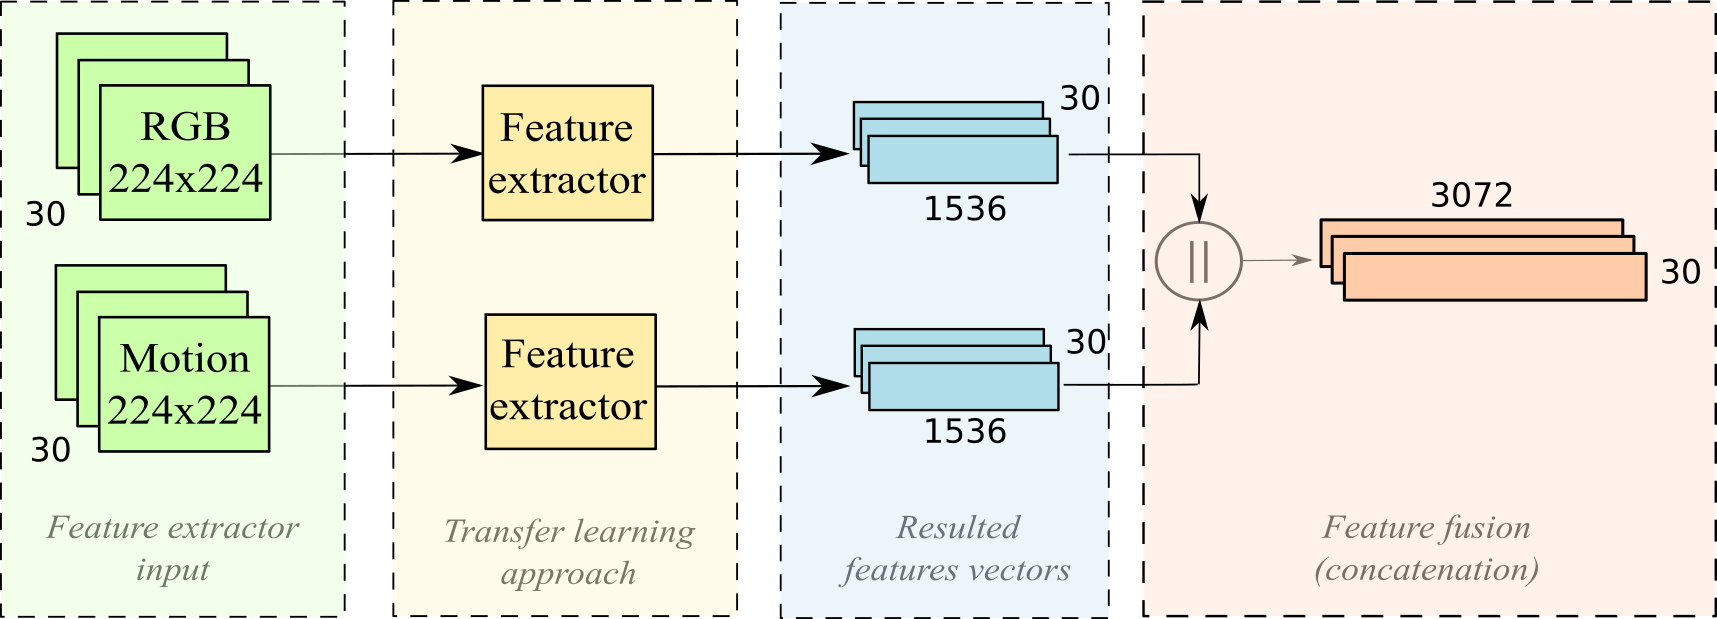 RGB
224x224
30
Motion
224x224
30
Feature extractor
input
Feature
extractor
Feature
extractor
Transfer learning
approach
30
1536
30
1536
Resulted
features vectors
||
3072
30
Feature fusion
(concatenation)